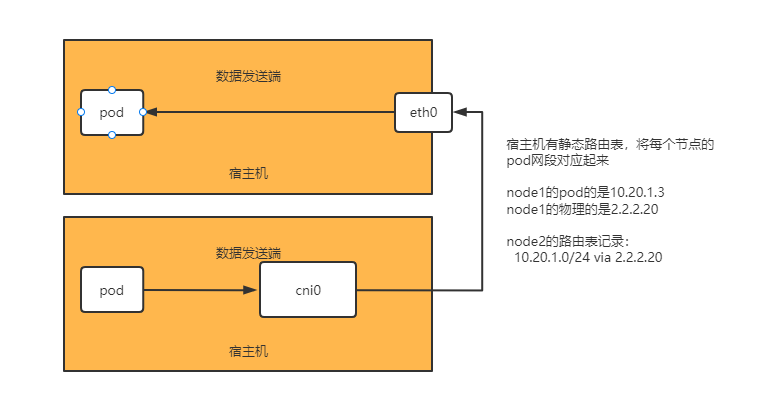 数据发送端
pod
eth0
宿主机
数据发送端
pod
cni0
宿主机
宿主机有静态路由表，将每个节点的
pod网段对应起来
node1的pod的是10.20.1.3
node1的物理的是2.2.2.20
node2的路由表记录：
10.20.1.0/24 via 2.2.2.20